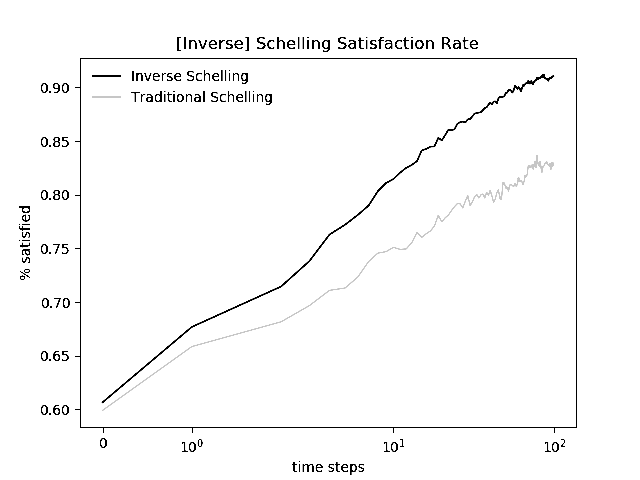 [Inverse] Schelling Satisfaction Rate
Inverse Schelling
Traditional Schelling
% satisfied
0.90
0.85
0.80
0.75
0.70
0.65
0.60
0 10⁰ 10¹ 10²
time steps